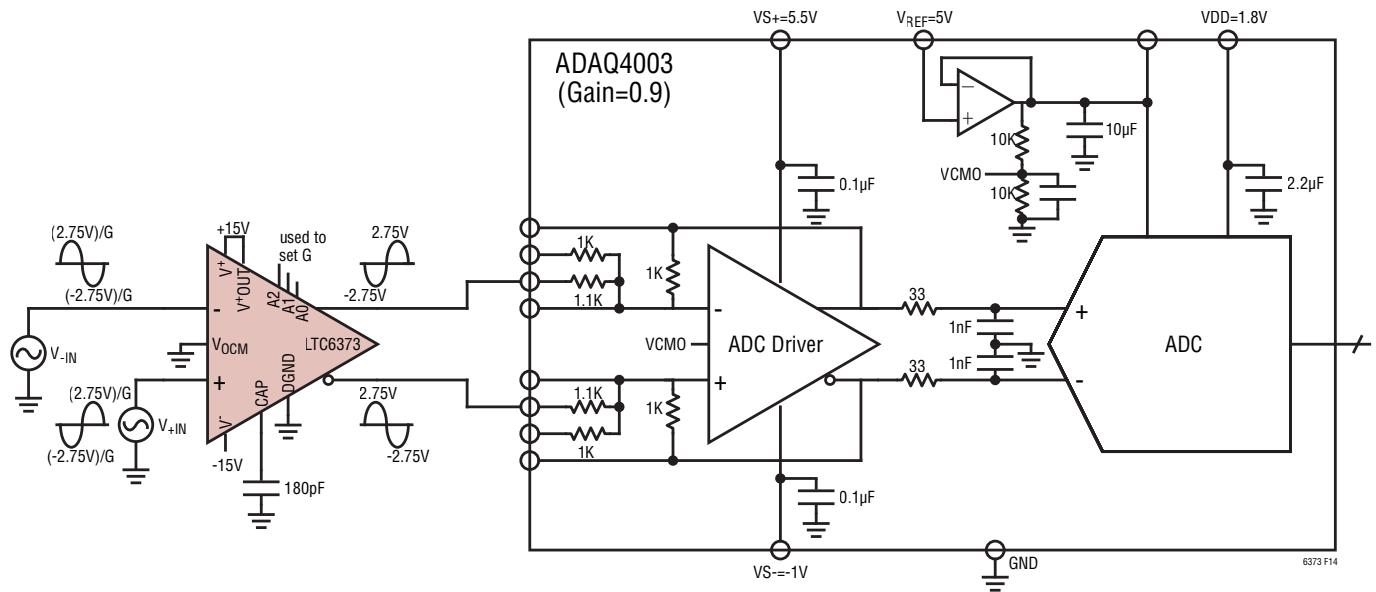 VS+=5.5V
VREF=5V
VDD=1.8V
ADAQ4003
(Gain=0.9)
10K
10µF
VCMO
10K
0.1µF
2.2µF
(2.75V)/G
(-2.75V)/G
+15V
used to
set G
2.75V
-2.75V
V+
V+OUT
A2
A1
A0
-
VOCM
LTC6373
+
CAP
DGND
V-
-15V
180pF
V-IN
(2.75V)/G
(-2.75V)/G
V+IN
2.75V
-2.75V
1K
1.1K
1K
-
VCMO
ADC Driver
+
1.1K
1K
1K
33
1nF
1nF
33
+
ADC
-
0.1µF
VS-=-1V
GND
6373 F14